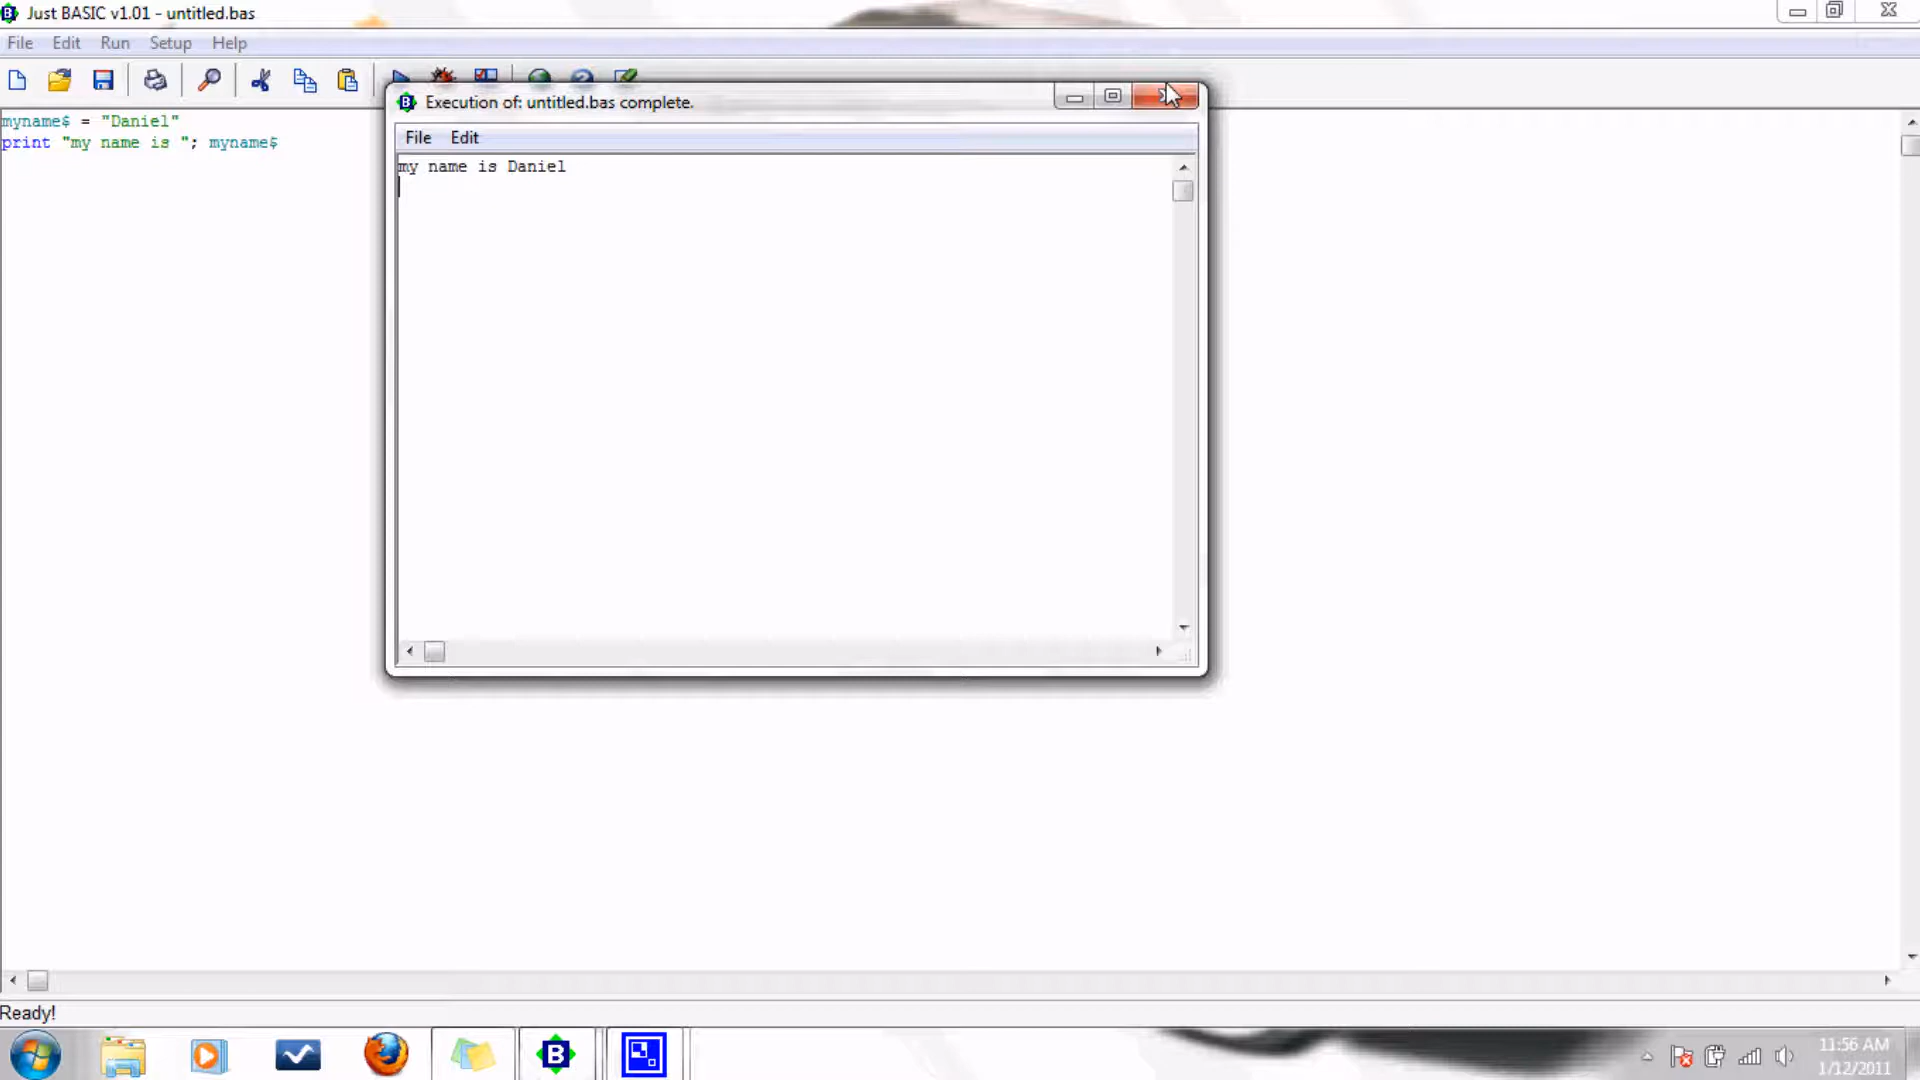 Just BASIC v1.01 - untitled.bas
File Edit Run Setup Help
myname$ = "Daniel"
print "my name is "; myname$
Execution of: untitled.bas complete.
File Edit
my name is Daniel
Ready!
11:56 AM
1/12/2011